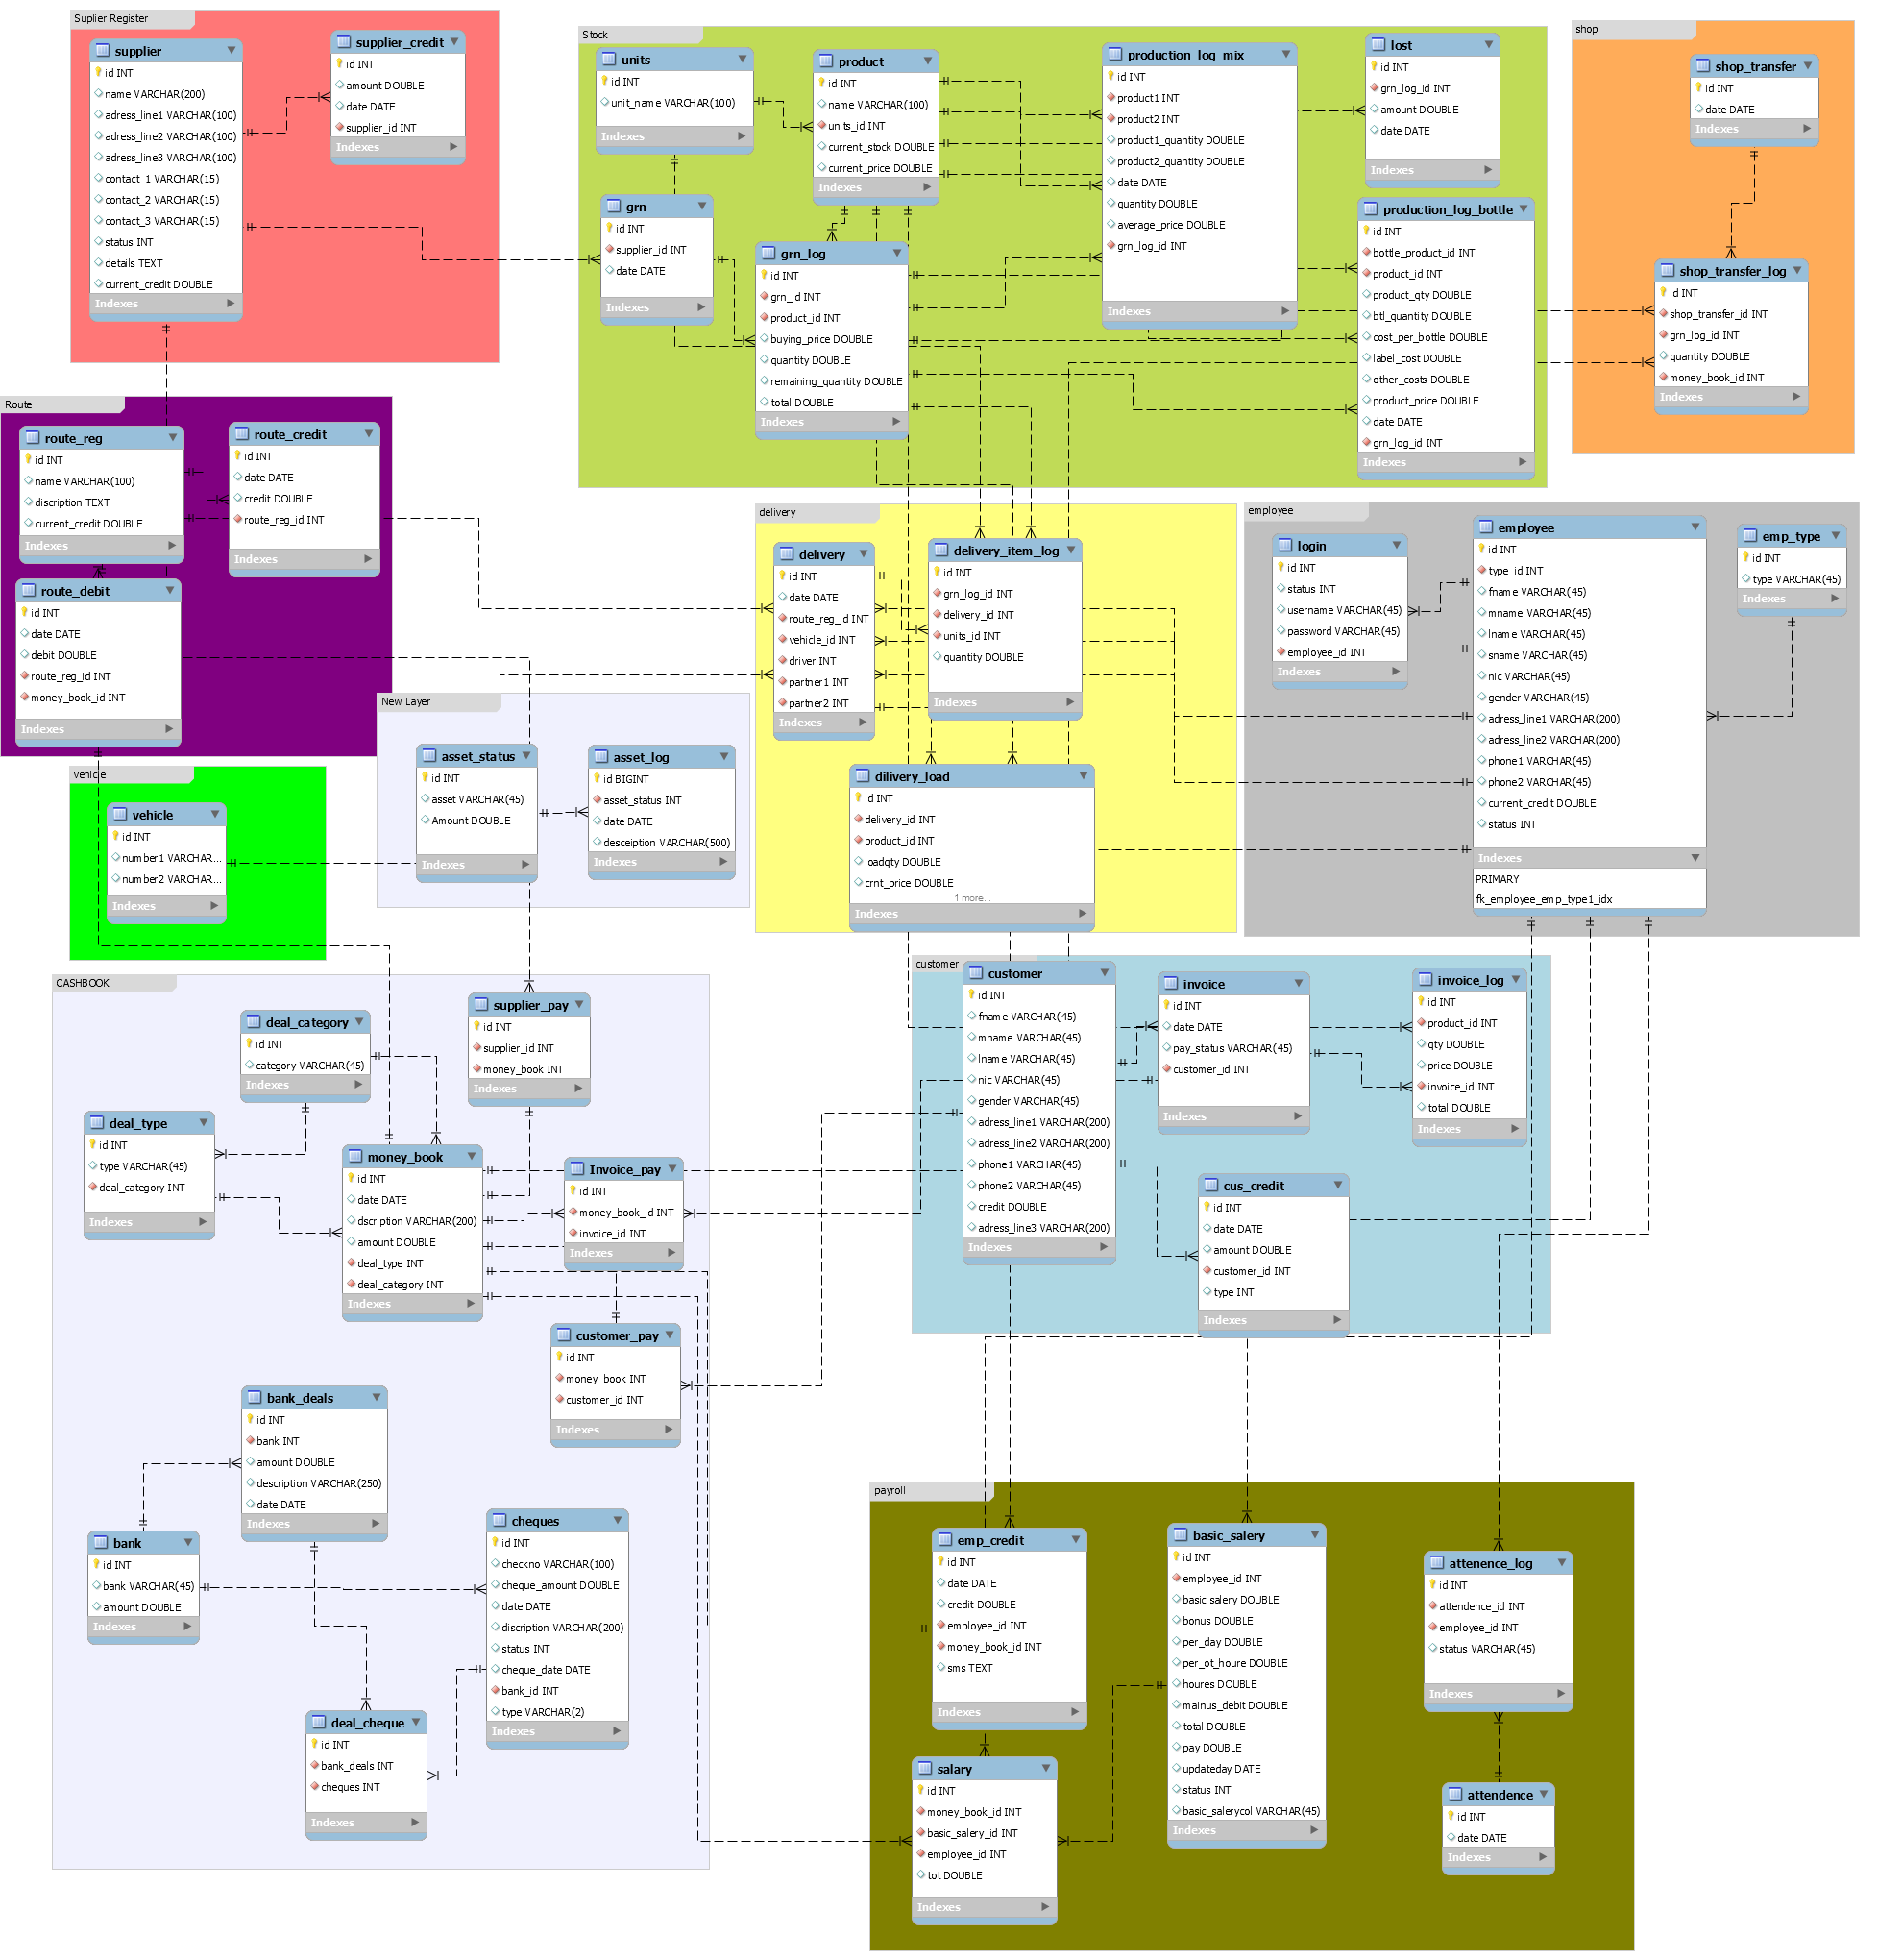 Suplier Register
supplier
id INT
name VARCHAR(200)
adress_line1 VARCHAR(100)
adress_line2 VARCHAR(100)
adress_line3 VARCHAR(100)
contact_1 VARCHAR(15)
contact_2 VARCHAR(15)
contact_3 VARCHAR(15)
status INT
details TEXT
current_credit DOUBLE
Indexes
supplier_credit
id INT
amount DOUBLE
date DATE
supplier_id INT
Indexes
Stock
units
id INT
unit_name VARCHAR(100)
Indexes
product
id INT
name VARCHAR(100)
units_id INT
current_stock DOUBLE
current_price DOUBLE
Indexes
production_log_mix
id INT
product1 INT
product2 INT
product1_quantity DOUBLE
product2_quantity DOUBLE
date DATE
quantity DOUBLE
average_price DOUBLE
grn_log_id INT
Indexes
lost
id INT
grn_log_id INT
amount DOUBLE
date DATE
Indexes
grn
id INT
supplier_id INT
date DATE
Indexes
grn_log
id INT
grn_id INT
product_id INT
buying_price DOUBLE
quantity DOUBLE
remaining_quantity DOUBLE
total DOUBLE
Indexes
production_log_bottle
id INT
bottle_product_id INT
product_id INT
product_qty DOUBLE
btl_quantity DOUBLE
cost_per_bottle DOUBLE
label_cost DOUBLE
other_costs DOUBLE
product_price DOUBLE
date DATE
grn_log_id INT
Indexes
shop
shop_transfer
id INT
date DATE
Indexes
shop_transfer_log
id INT
shop_transfer_id INT
grn_log_id INT
quantity DOUBLE
money_book_id INT
Indexes
Route
route_reg
id INT
name VARCHAR(100)
discription TEXT
current_credit DOUBLE
Indexes
route_credit
id INT
date DATE
credit DOUBLE
route_reg_id INT
Indexes
route_debit
id INT
date DATE
debit DOUBLE
route_reg_id INT
money_book_id INT
Indexes
delivery
delivery
id INT
date DATE
route_reg_id INT
vehicle_id INT
driver INT
partner1 INT
partner2 INT
Indexes
delivery_item_log
id INT
grn_log_id INT
delivery_id INT
units_id INT
quantity DOUBLE
Indexes
dilivery_load
id INT
delivery_id INT
product_id INT
loadqty DOUBLE
crnt_price DOUBLE
1 more...
Indexes
employee
login
id INT
status INT
username VARCHAR(45)
password VARCHAR(45)
employee_id INT
Indexes
employee
id INT
type_id INT
fname VARCHAR(45)
mname VARCHAR(45)
lname VARCHAR(45)
sname VARCHAR(45)
nic VARCHAR(45)
gender VARCHAR(45)
adress_line1 VARCHAR(200)
adress_line2 VARCHAR(200)
phone1 VARCHAR(45)
phone2 VARCHAR(45)
current_credit DOUBLE
status INT
Indexes
PRIMARY
fk_employee_emp_type1_idx
emp_type
id INT
type VARCHAR(45)
Indexes
New Layer
asset_status
id INT
asset VARCHAR(45)
Amount DOUBLE
Indexes
asset_log
id BIGINT
asset_status INT
date DATE
desceiption VARCHAR(500)
Indexes
vehicle
vehicle
id INT
number1 VARCHAR...
number2 VARCHAR...
Indexes
CASHBOOK
deal_category
id INT
category VARCHAR(45)
Indexes
supplier_pay
id INT
supplier_id INT
money_book INT
Indexes
deal_type
id INT
type VARCHAR(45)
deal_category INT
Indexes
money_book
id INT
date DATE
dscription VARCHAR(200)
amount DOUBLE
deal_type INT
deal_category INT
Indexes
Invoice_pay
id INT
money_book_id INT
invoice_id INT
Indexes
customer_pay
id INT
money_book INT
customer_id INT
Indexes
bank_deals
id INT
bank INT
amount DOUBLE
description VARCHAR(250)
date DATE
Indexes
bank
id INT
bank VARCHAR(45)
amount DOUBLE
Indexes
cheques
id INT
checkno VARCHAR(100)
cheque_amount DOUBLE
date DATE
discription VARCHAR(200)
status INT
cheque_date DATE
bank_id INT
type VARCHAR(2)
Indexes
deal_cheque
id INT
bank_deals INT
cheques INT
Indexes
customer
customer
id INT
fname VARCHAR(45)
mname VARCHAR(45)
lname VARCHAR(45)
nic VARCHAR(45)
gender VARCHAR(45)
adress_line1 VARCHAR(200)
adress_line2 VARCHAR(200)
phone1 VARCHAR(45)
phone2 VARCHAR(45)
credit DOUBLE
adress_line3 VARCHAR(200)
Indexes
invoice
id INT
date DATE
pay_status VARCHAR(45)
customer_id INT
Indexes
invoice_log
id INT
product_id INT
qty DOUBLE
price DOUBLE
invoice_id INT
total DOUBLE
Indexes
cus_credit
id INT
date DATE
amount DOUBLE
customer_id INT
type INT
Indexes
payroll
emp_credit
id INT
date DATE
credit DOUBLE
employee_id INT
money_book_id INT
sms TEXT
Indexes
basic_salery
id INT
employee_id INT
basic salery DOUBLE
bonus DOUBLE
per_day DOUBLE
per_ot_houre DOUBLE
houres DOUBLE
mainus_debit DOUBLE
total DOUBLE
pay DOUBLE
updateday DATE
status INT
basic_salerycol VARCHAR(45)
Indexes
attenence_log
id INT
attendence_id INT
employee_id INT
status VARCHAR(45)
Indexes
salary
id INT
money_book_id INT
basic_salery_id INT
employee_id INT
tot DOUBLE
Indexes
attendence
id INT
date DATE
Indexes